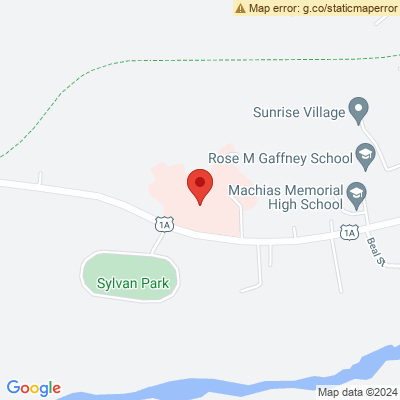 Map error: g.co/staticmaperror
Sunrise Village
Rose M Gaffney School
Machias Memorial
High School
1A
1A
Beal St
Sylvan Park
Google
Map data ©2024